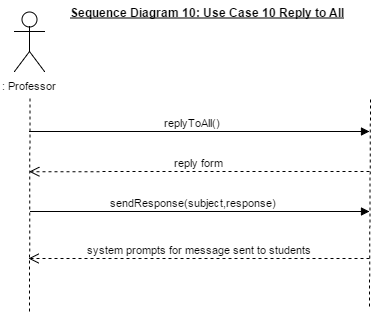 Sequence Diagram 10: Use Case 10 Reply to All
: Professor
replyToAll()
reply form
sendResponse(subject,response)
system prompts for message sent to students